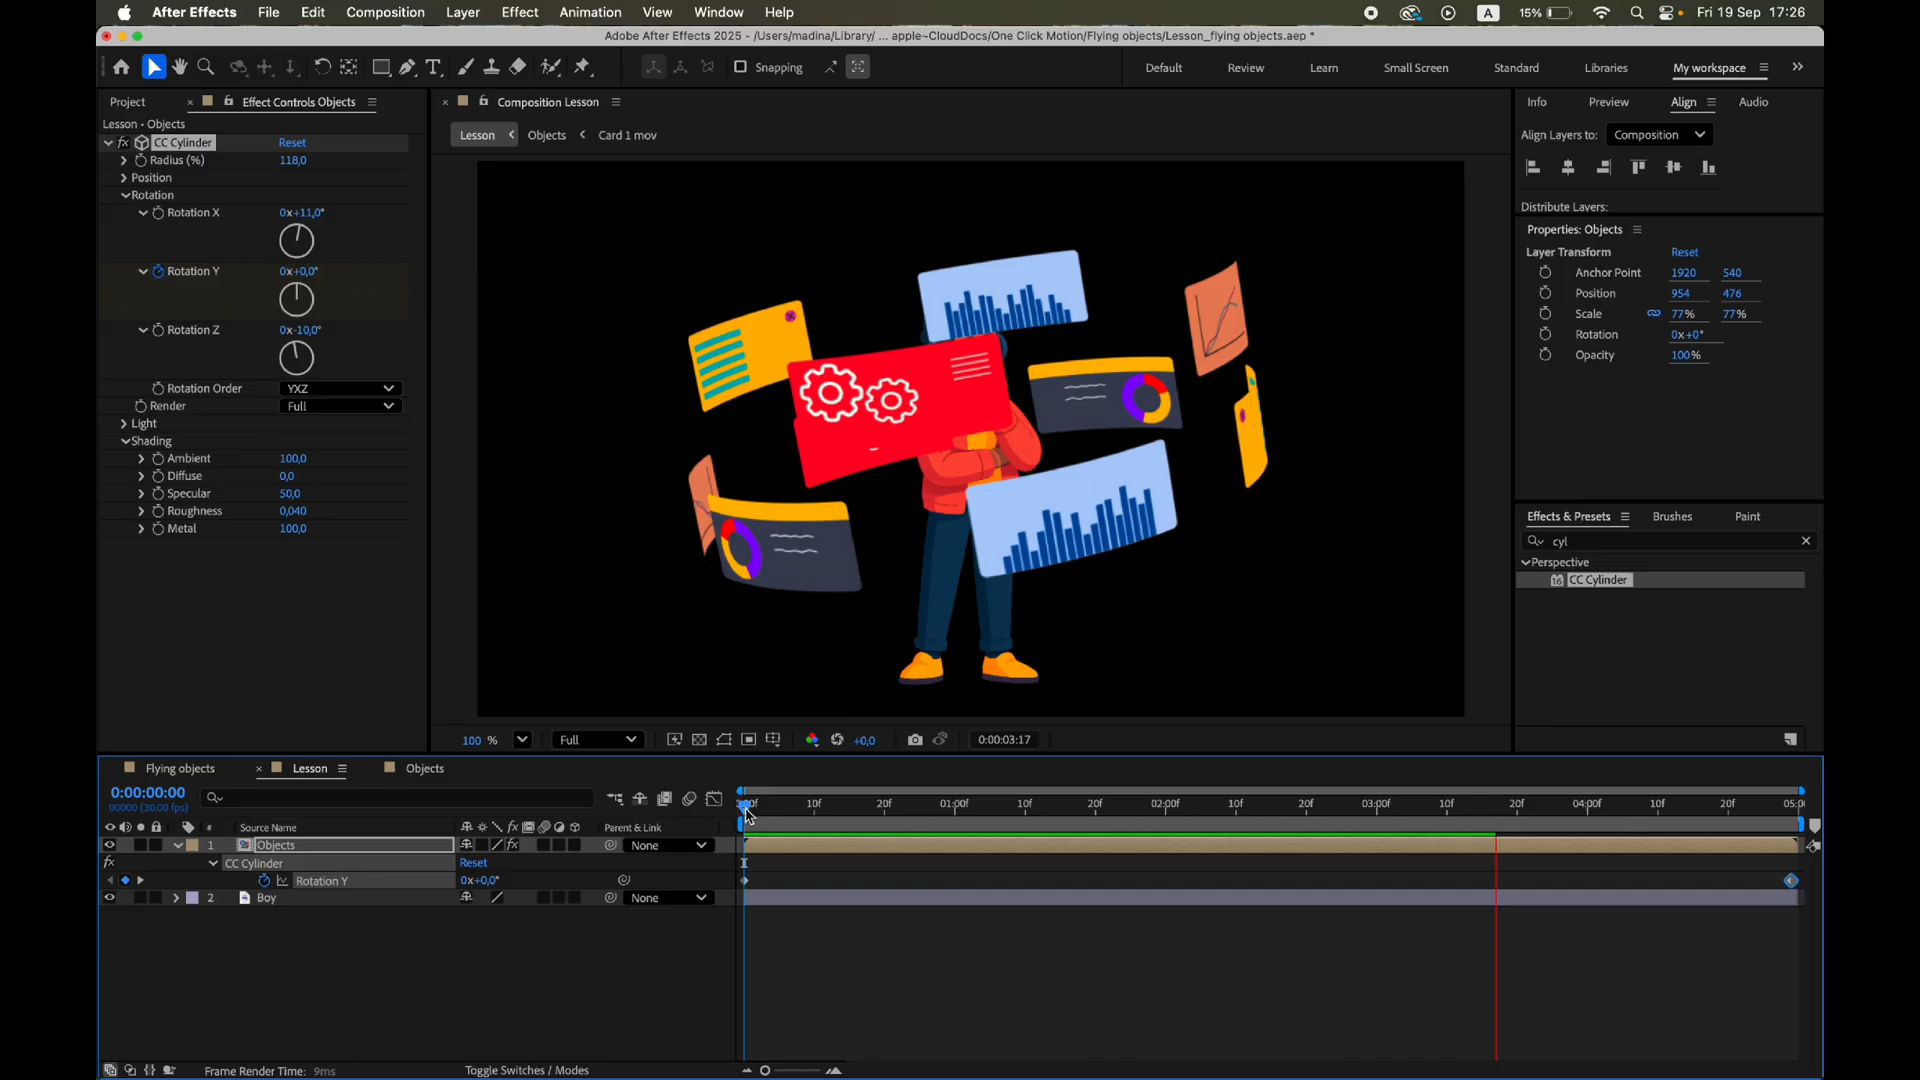 After Effects File Edit Composition Layer Effect Animation View Window Help A 15% Fri 19 Sep 17:26
Adobe After Effects 2025 - /Users/madina/Library/ ... apple~CloudDocs/One Click Motion/Flying objects/Lesson_flying objects.aep *
Snapping Default Review Learn Small Screen Standard Libraries My workspace
Project Effect Controls Objects Composition Lesson Info Preview Align Audio
Lesson • Objects
Lesson Objects Card 1 mov
Align Layers to: Composition
fx CC Cylinder Reset
Radius (%) 118,0
Position
Rotation
Rotation X 0x+11,0°
Rotation Y 0x+0,0°
Rotation Z 0x-10,0°
Rotation Order YXZ
Render Full
Light
Shading
Ambient 100,0
Diffuse 0,0
Specular 50,0
Roughness 0,040
Metal 100,0
Distribute Layers:
Properties: Objects
Layer Transform Reset
Anchor Point 1920 540
Position 954 476
Scale 77% 77%
Rotation 0x+0°
Opacity 100%
Effects & Presets Brushes Paint
cyl
Perspective
16 CC Cylinder
100 % Full +0,0 0:00:03:17
Flying objects Lesson Objects
0:00:00:00
00000 (30.00 fps)
10f 20f 01:00f 10f 20f 02:00f 10f 20f 03:00f 10f 20f 04:00f 10f 20f 05:0
# Source Name fx Parent & Link
1 Objects fx None
fx CC Cylinder Reset
Rotation Y 0x+0,0°
2 Boy None
Frame Render Time: 9ms Toggle Switches / Modes